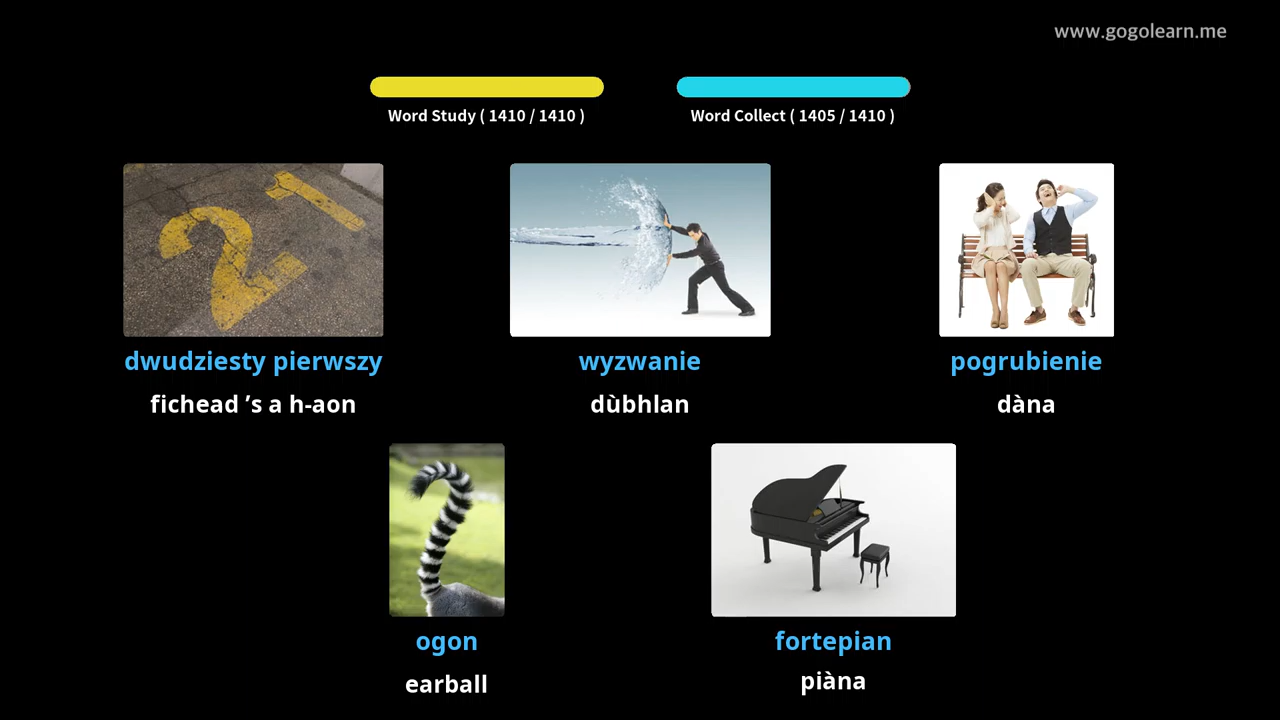 www.gogolearn.me
Word Study ( 1410 / 1410 )
Word Collect ( 1405 / 1410 )
21
dwudziesty pierwszy
wyzwanie
pogrubienie
fichead ’s a h-aon
dùbhlan
dàna
ogon
fortepian
earball
piàna